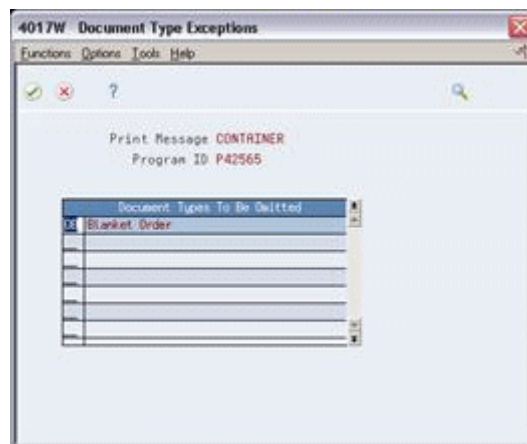 4017W Document Type Exceptions
Functions Options Tools Help
?
Print Message CONTAINER
Program ID P42565
Document Types To Be Omitted
Blanket Order